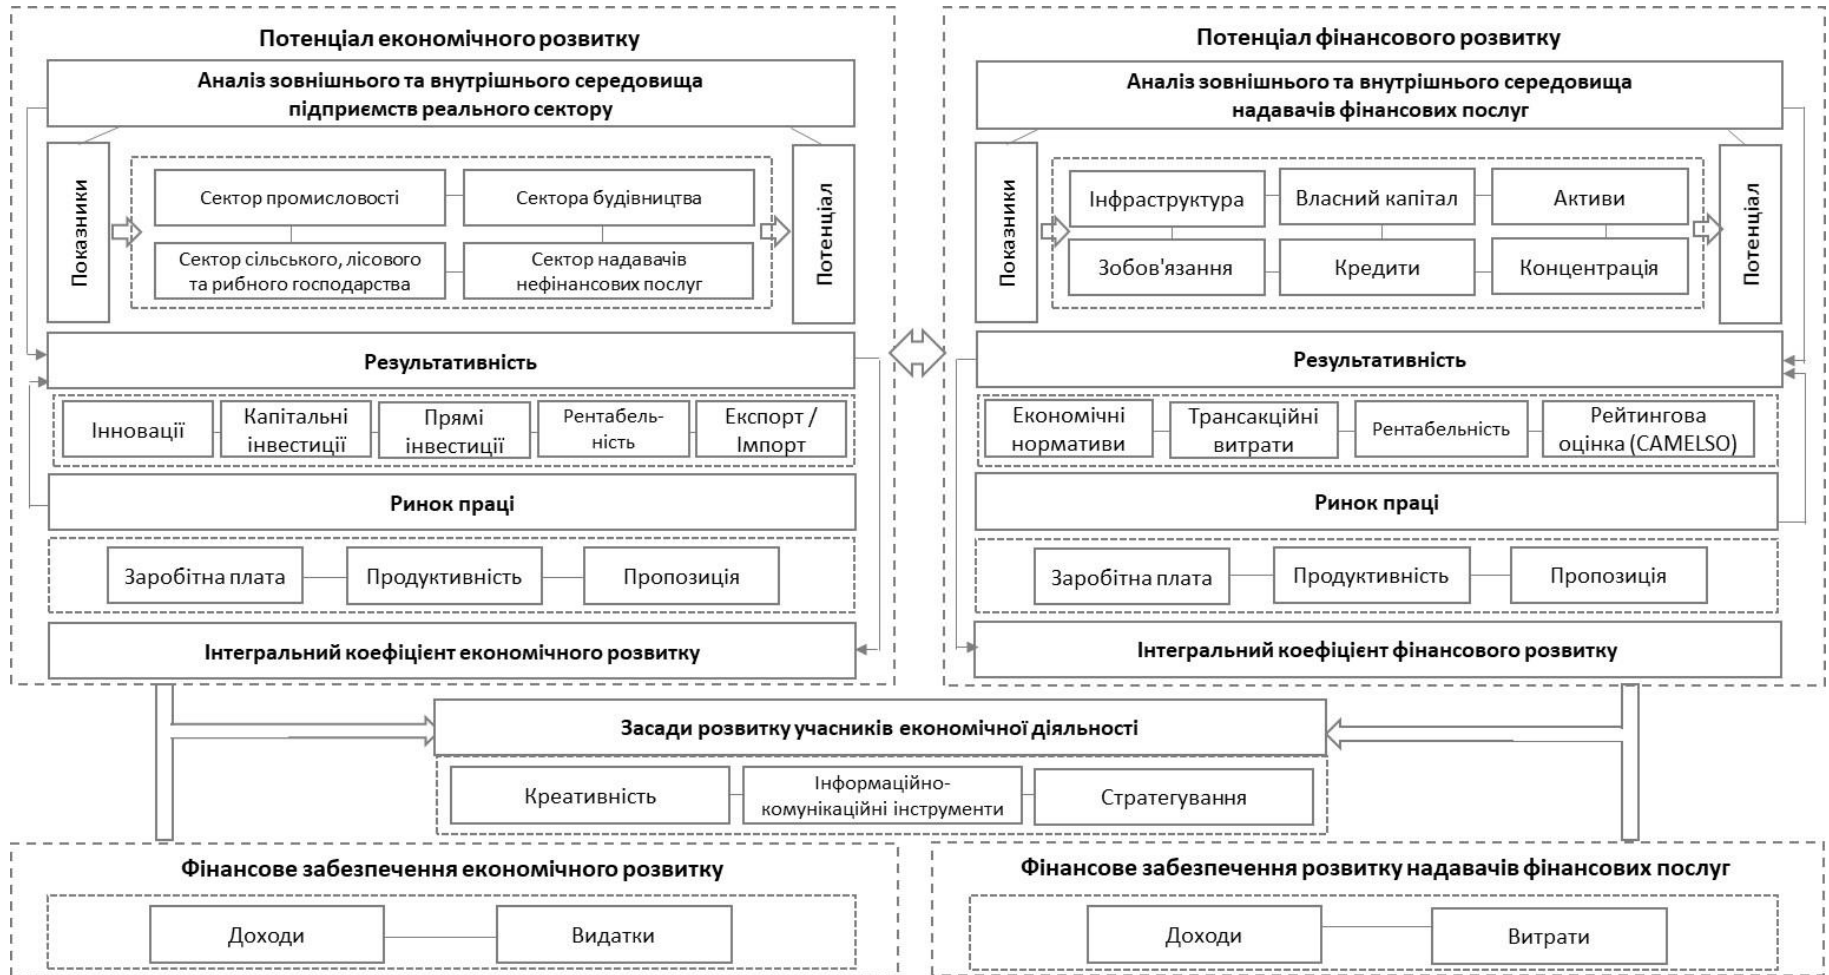 Потенціал економічного розвитку
Аналіз зовнішнього та внутрішнього середовища
підприємств реального сектору
Показники
Сектор промисловості
Сектора будівництва
Сектор сільського, лісового
та рибного господарства
Сектор надавачів
нефінансових послуг
Потенціал
Результативність
Інновації
Капітальні
інвестиції
Прямі
інвестиції
Рентабель-
ність
Експорт /
Імпорт
Ринок праці
Заробітна плата
Продуктивність
Пропозиція
Інтегральний коефіцієнт економічного розвитку
Потенціал фінансового розвитку
Аналіз зовнішнього та внутрішнього середовища
надавачів фінансових послуг
Показники
Інфраструктура
Власний капітал
Активи
Зобов'язання
Кредити
Концентрація
Потенціал
Результативність
Економічні
нормативи
Трансакційні
витрати
Рентабельність
Рейтингова
оцінка (CAMELSO)
Ринок праці
Заробітна плата
Продуктивність
Пропозиція
Інтегральний коефіцієнт фінансового розвитку
Засади розвитку учасників економічної діяльності
Креативність
Інформаційно-
комунікаційні інструменти
Стратегування
Фінансове забезпечення економічного розвитку
Доходи
Видатки
Фінансове забезпечення розвитку надавачів фінансових послуг
Доходи
Витрати